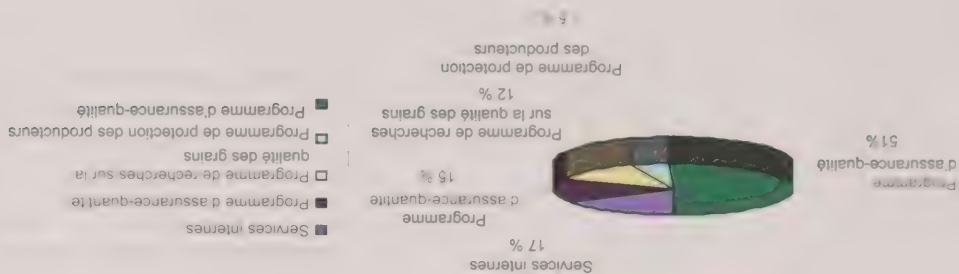 Services internes
17 %
Programme
d'assurance-quantité
15 %
Programme de recherches
sur la qualité des grains
12 %
Programme de protection
des producteurs
Programme
d'assurance-qualité
51%
Services internes
Programme d'assurance-quantité
Programme de recherches sur la
qualité des grains
Programme de protection des producteurs
Programme d'assurance-qualité